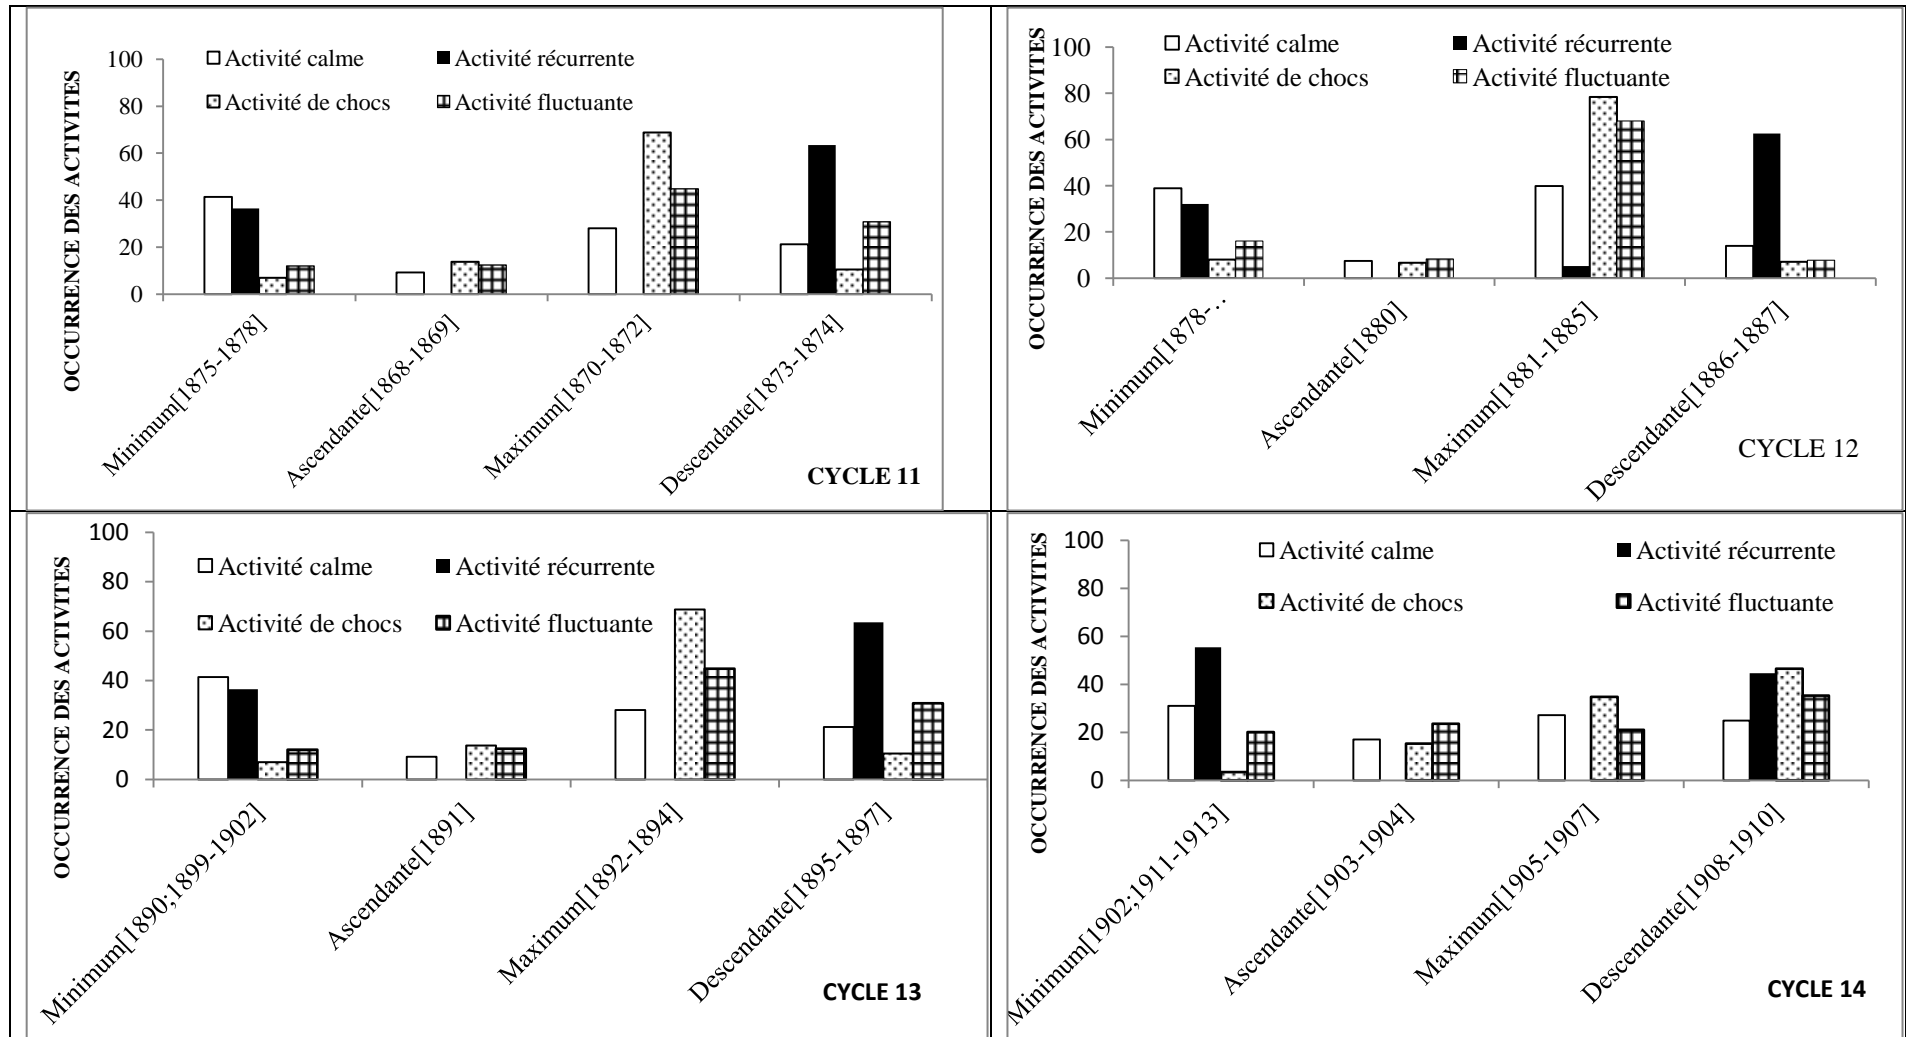 OCCURRENCE DES ACTIVITES
Activité calme
Activité récurrente
Activité de chocs
Activité fluctuante
100
80
60
40
20
0
Minimum[1875-1878]
Ascendante[1868-1869]
Maximum[1870-1872]
Descendante[1873-1874]
CYCLE 11
OCCURRENCE DES ACTIVITES
Activité calme
Activité récurrente
Activité de chocs
Activité fluctuante
100
80
60
40
20
0
Minimum[1878-…
Ascendante[1880]
Maximum[1881-1885]
Descendante[1886-1887]
CYCLE 12
OCCURRENCE DES ACTIVITES
Activité calme
Activité récurrente
Activité de chocs
Activité fluctuante
100
80
60
40
20
0
Minimum[1890;1899-1902]
Ascendante[1891]
Maximum[1892-1894]
Descendante[1895-1897]
CYCLE 13
OCCURRENCE DES ACTIVITES
Activité calme
Activité récurrente
Activité de chocs
Activité fluctuante
100
80
60
40
20
0
Minimum[1902;1911-1913]
Ascendante[1903-1904]
Maximum[1905-1907]
Descendante[1908-1910]
CYCLE 14